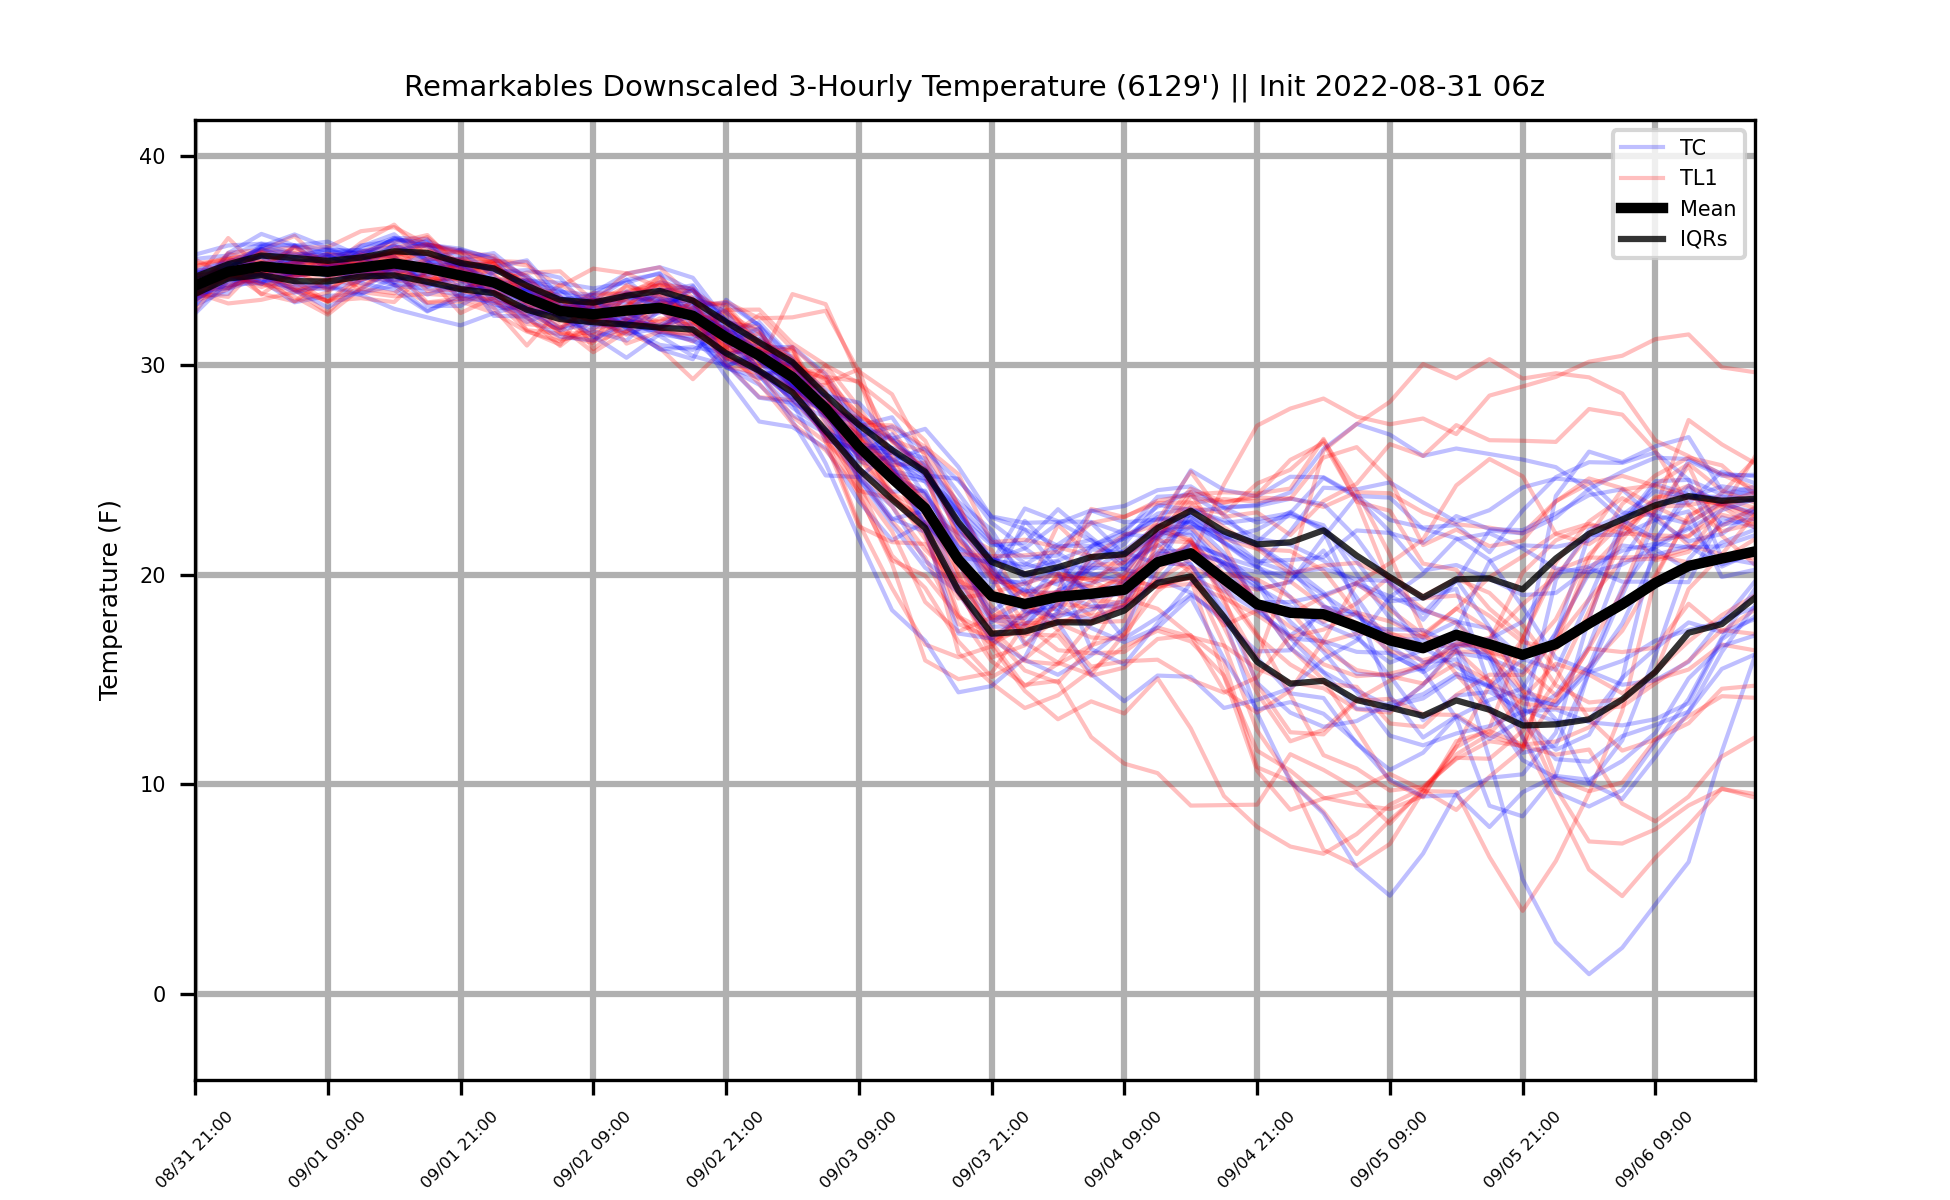 Remarkables Downscaled 3-Hourly Temperature (6129') || Init 2022-08-31 06z
TC
TL1
Mean
IQRs
Temperature (F)
40
30
20
10
0
08/31 21:00
09/01 09:00
09/01 21:00
09/02 09:00
09/02 21:00
09/03 09:00
09/03 21:00
09/04 09:00
09/04 21:00
09/05 09:00
09/05 21:00
09/06 09:00